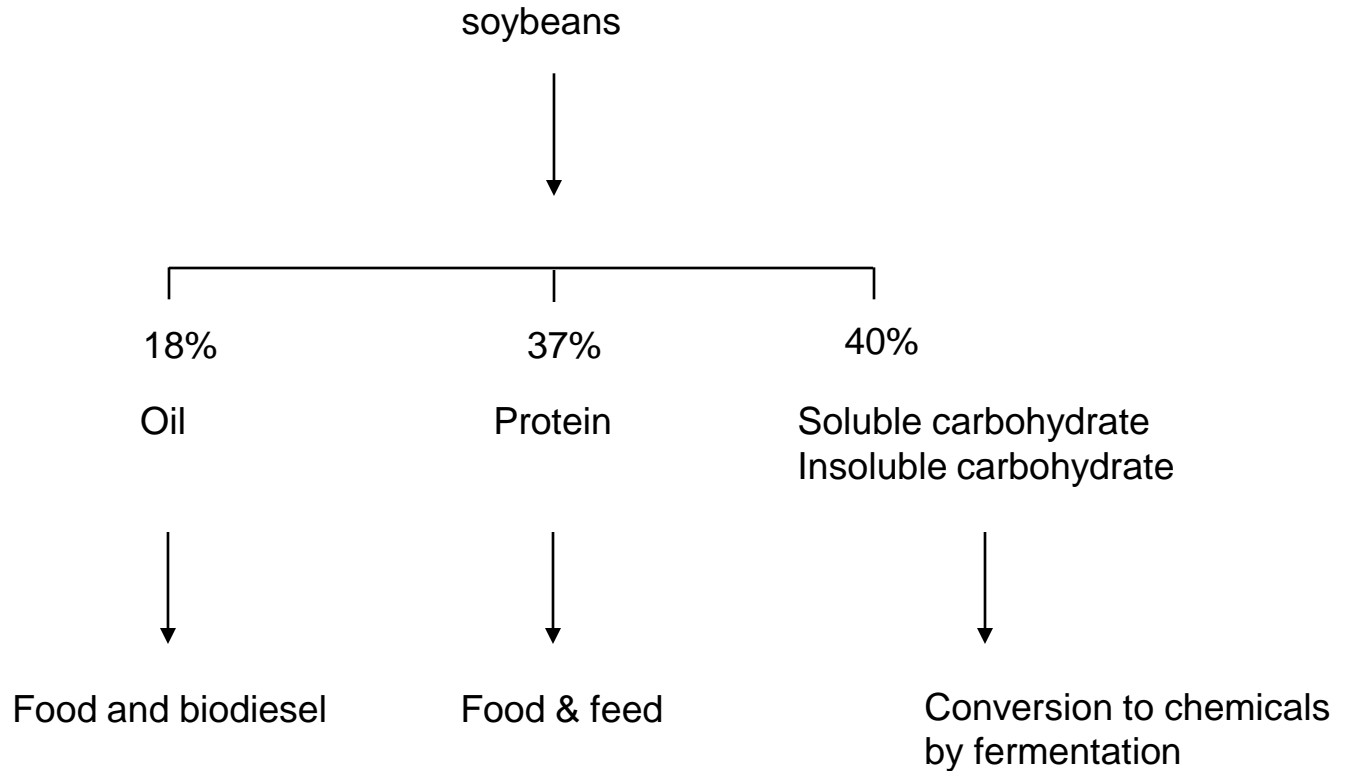 soybeans
18%
37%
40%
Oil
Protein
Soluble carbohydrate
Insoluble carbohydrate
Food and biodiesel
Food & feed
Conversion to chemicals
by fermentation